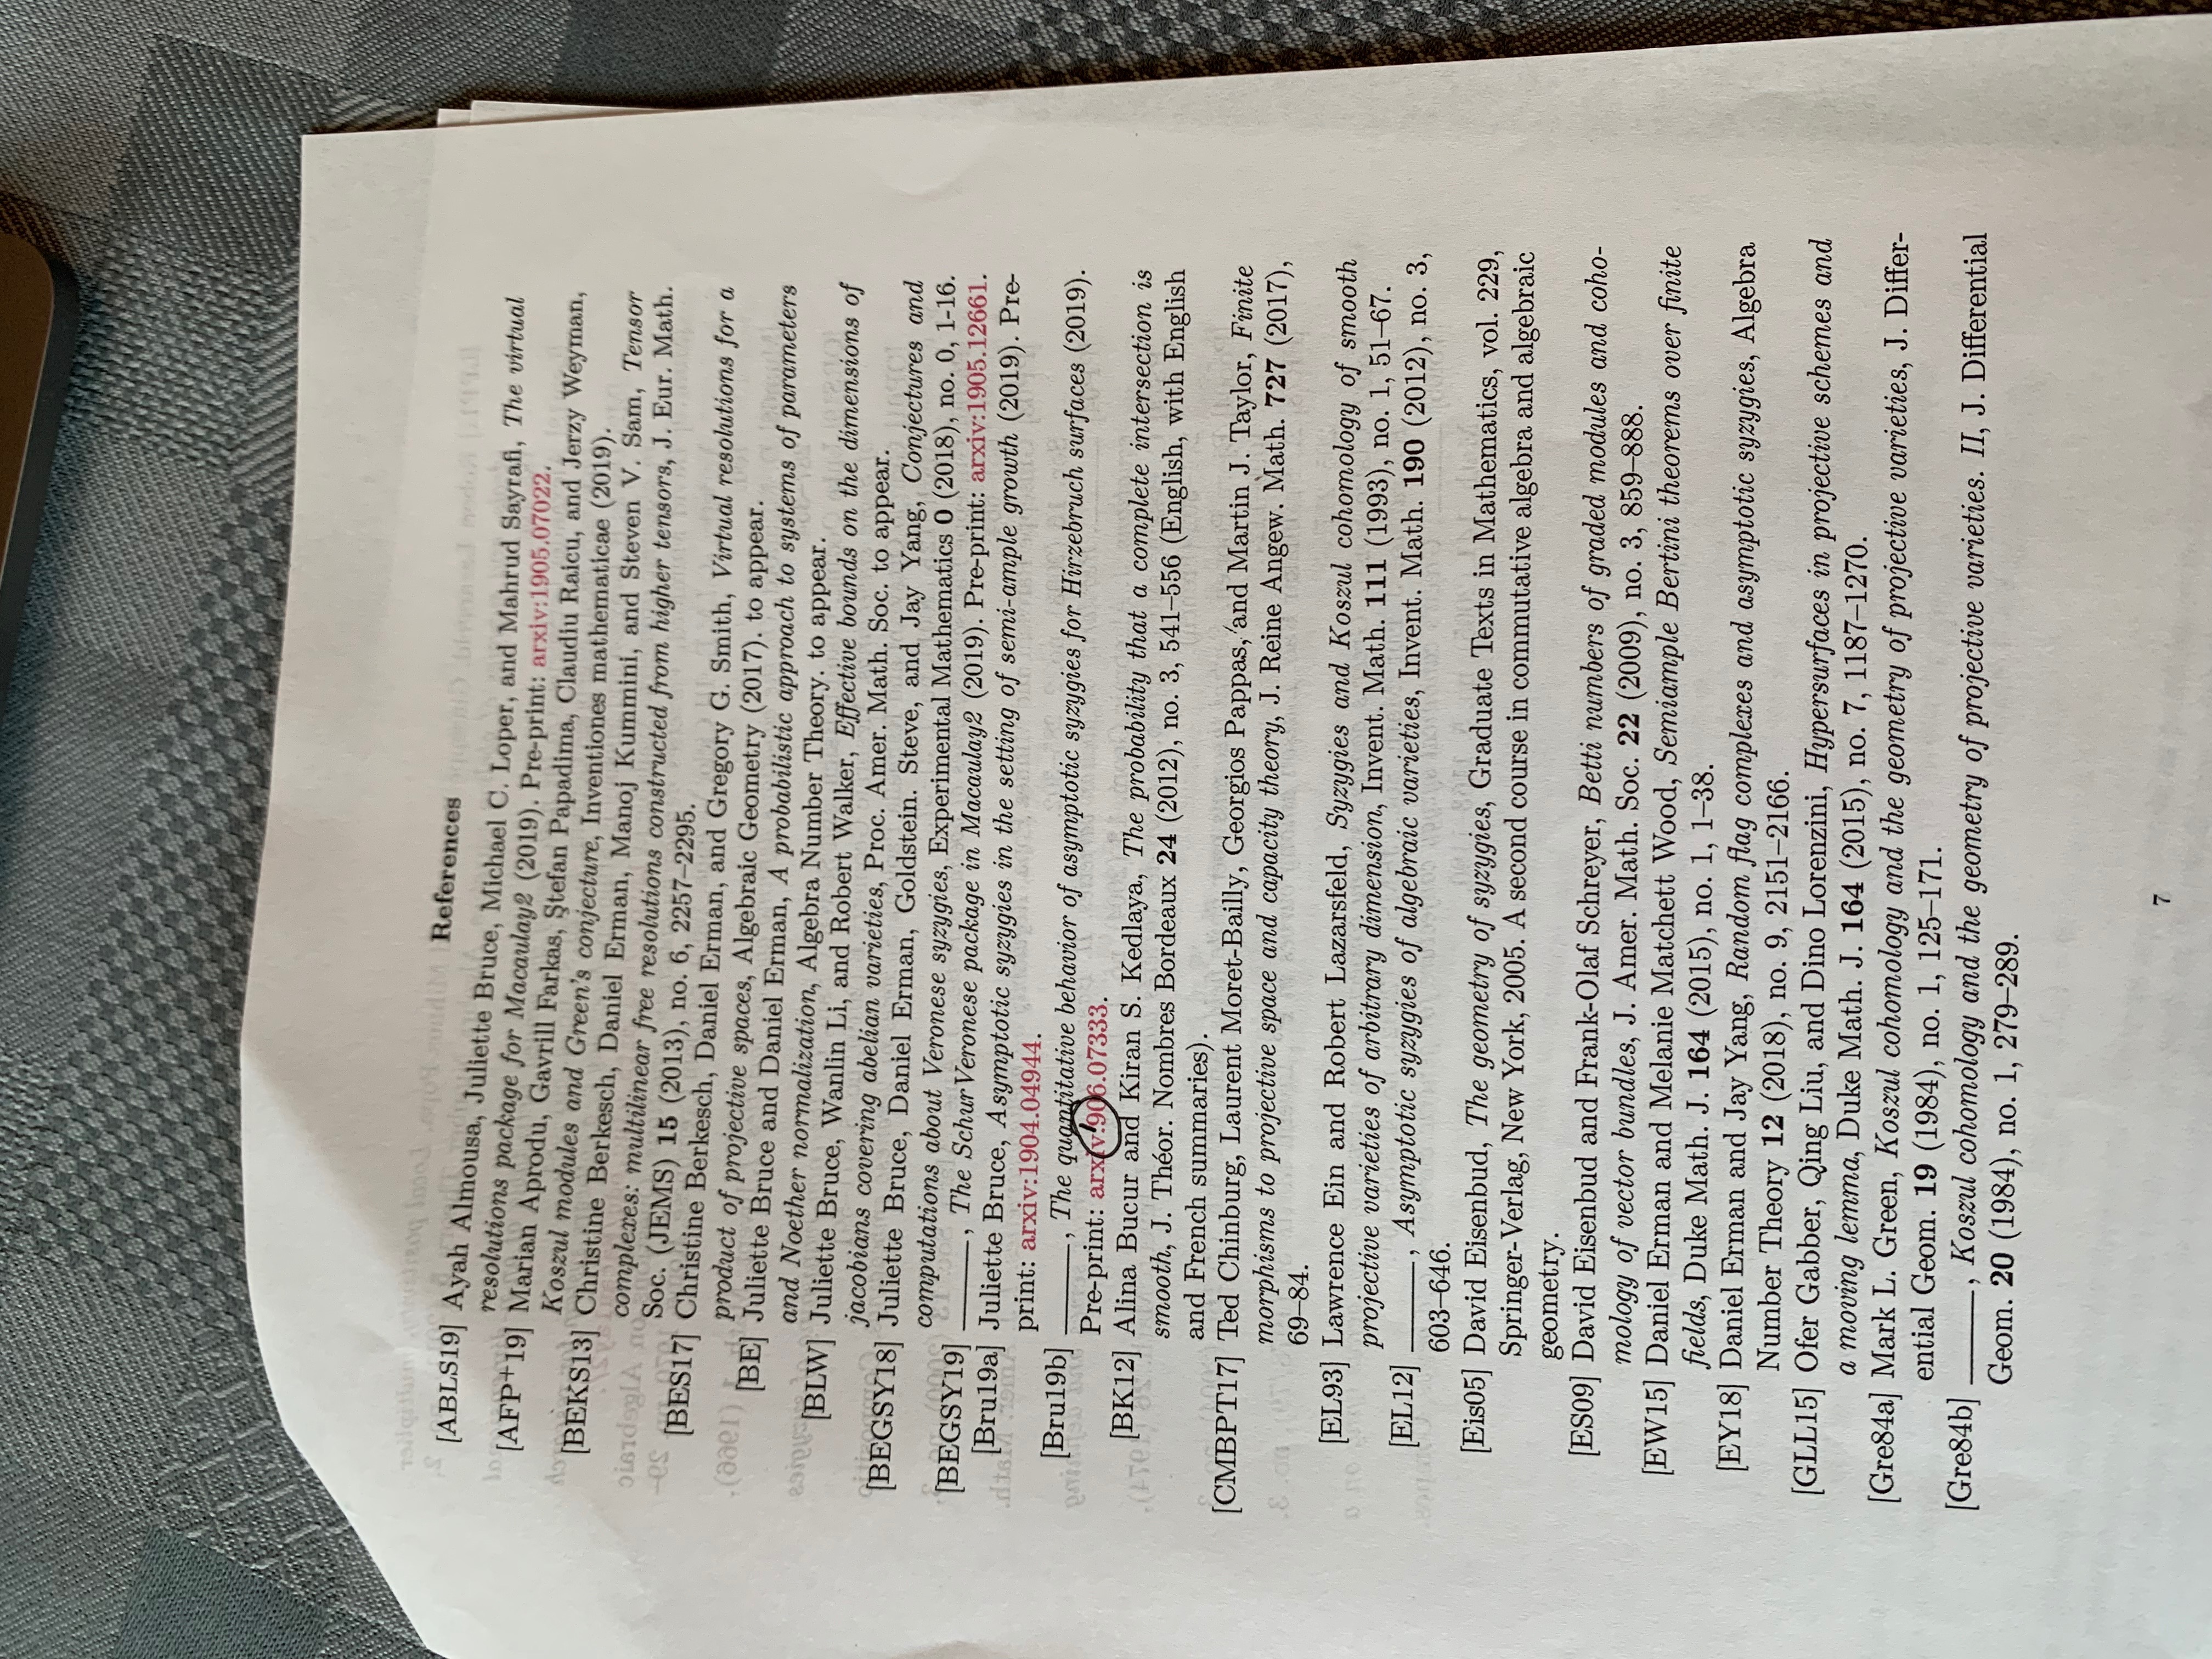 References
[ABLS19] Ayah Almousa, Juliette Bruce, Michael C. Loper, and Mahrud Sayrafi, The virtual
resolutions package for Macaulay2 (2019). Pre-print: arxiv:1905.07022.
[AFP+19] Marian Aprodu, Gavrill Farkas, Ştefan Papadima, Claudiu Raicu, and Jerzy Weyman,
Koszul modules and Green's conjecture, Inventiones mathematicae (2019).
[BEKS13] Christine Berkesch, Daniel Erman, Manoj Kummini, and Steven V. Sam, Tensor
complexes: multilinear free resolutions constructed from higher tensors, J. Eur. Math.
Soc. (JEMS) 15 (2013), no. 6, 2257–2295.
[BES17] Christine Berkesch, Daniel Erman, and Gregory G. Smith, Virtual resolutions for a
product of projective spaces, Algebraic Geometry (2017). to appear.
[BE] Juliette Bruce and Daniel Erman, A probabilistic approach to systems of parameters
and Noether normalization, Algebra Number Theory. to appear.
[BLW] Juliette Bruce, Wanlin Li, and Robert Walker, Effective bounds on the dimensions of
jacobians covering abelian varieties, Proc. Amer. Math. Soc. to appear.
[BEGSY18] Juliette Bruce, Daniel Erman, Goldstein. Steve, and Jay Yang, Conjectures and
computations about Veronese syzygies, Experimental Mathematics 0 (2018), no. 0, 1-16.
[BEGSY19] ______, The SchurVeronese package in Macaulay2 (2019). Pre-print: arxiv:1905.12661.
[Bru19a] Juliette Bruce, Asymptotic syzygies in the setting of semi-ample growth (2019). Pre-
print: arxiv:1904.04944.
[Bru19b] ______, The quantitative behavior of asymptotic syzygies for Hirzebruch surfaces (2019).
Pre-print: arxiv:906.07333.
[BK12] Alina Bucur and Kiran S. Kedlaya, The probability that a complete intersection is
smooth, J. Théor. Nombres Bordeaux 24 (2012), no. 3, 541–556 (English, with English
and French summaries).
[CMBPT17] Ted Chinburg, Laurent Moret-Bailly, Georgios Pappas, and Martin J. Taylor, Finite
morphisms to projective space and capacity theory, J. Reine Angew. Math. 727 (2017),
69–84.
[EL93] Lawrence Ein and Robert Lazarsfeld, Syzygies and Koszul cohomology of smooth
projective varieties of arbitrary dimension, Invent. Math. 111 (1993), no. 1, 51–67.
[EL12] ______, Asymptotic syzygies of algebraic varieties, Invent. Math. 190 (2012), no. 3,
603–646.
[Eis05] David Eisenbud, The geometry of syzygies, Graduate Texts in Mathematics, vol. 229,
Springer-Verlag, New York, 2005. A second course in commutative algebra and algebraic
geometry.
[ES09] David Eisenbud and Frank-Olaf Schreyer, Betti numbers of graded modules and coho-
mology of vector bundles, J. Amer. Math. Soc. 22 (2009), no. 3, 859–888.
[EW15] Daniel Erman and Melanie Matchett Wood, Semiample Bertini theorems over finite
fields, Duke Math. J. 164 (2015), no. 1, 1–38.
[EY18] Daniel Erman and Jay Yang, Random flag complexes and asymptotic syzygies, Algebra
Number Theory 12 (2018), no. 9, 2151–2166.
[GLL15] Ofer Gabber, Qing Liu, and Dino Lorenzini, Hypersurfaces in projective schemes and
a moving lemma, Duke Math. J. 164 (2015), no. 7, 1187–1270.
[Gre84a] Mark L. Green, Koszul cohomology and the geometry of projective varieties, J. Differ-
ential Geom. 19 (1984), no. 1, 125–171.
[Gre84b] ______, Koszul cohomology and the geometry of projective varieties. II, J. Differential
Geom. 20 (1984), no. 1, 279–289.
7